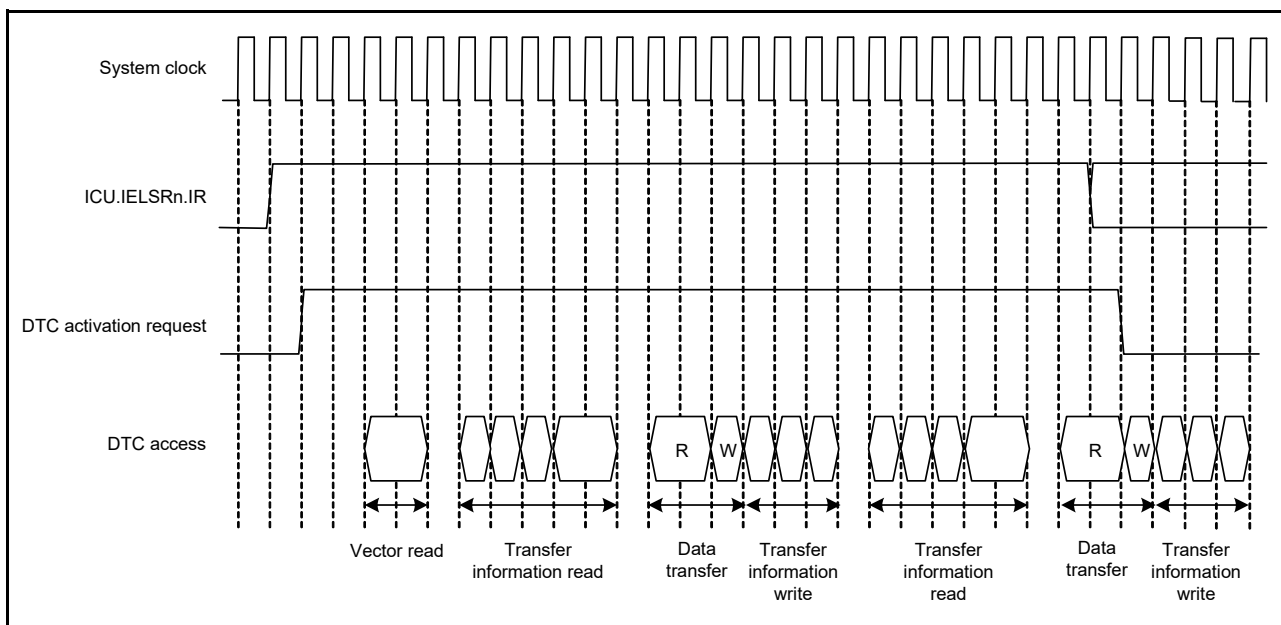 System clock
ICU.IELSRn.IR
DTC activation request
DTC access
R
W
R
W
Vector read
Transfer
information read
Data
transfer
Transfer
information
write
Transfer
information
read
Data
transfer
Transfer
information
write